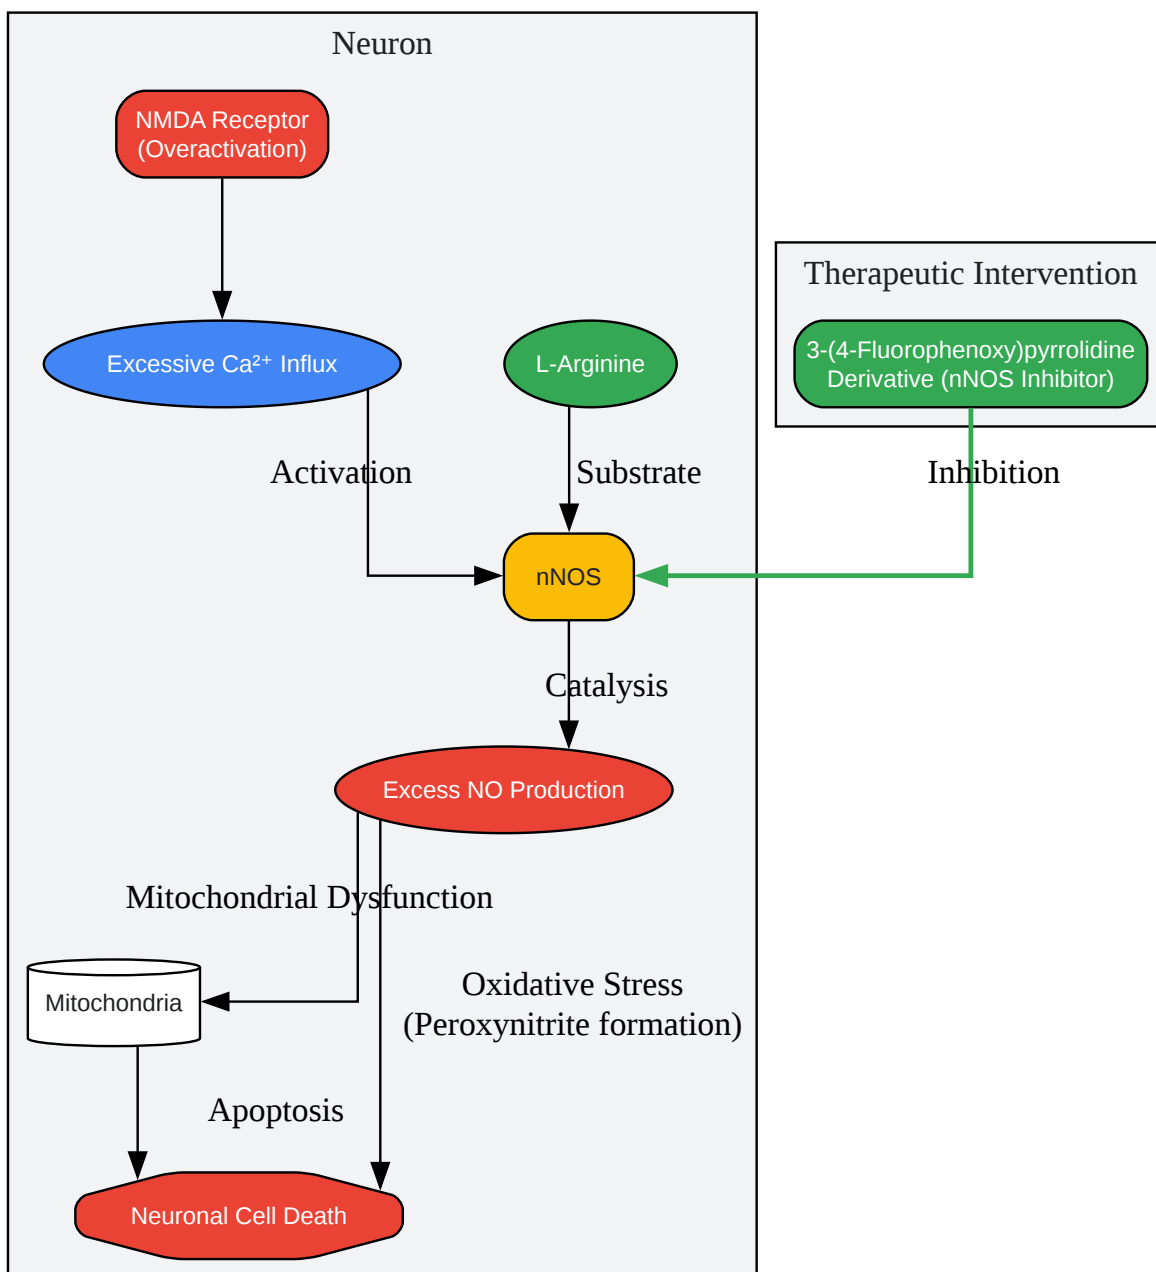 Neuron
NMDA Receptor
(Overactivation)
Therapeutic Intervention
Excessive Ca²⁺ Influx
L-Arginine
3-(4-Fluorophenoxy)pyrrolidine
Derivative (nNOS Inhibitor)
Activation
Substrate
Inhibition
nNOS
Catalysis
Excess NO Production
Mitochondrial Dysfunction
Mitochondria
Oxidative Stress
(Peroxynitrite formation)
Apoptosis
Neuronal Cell Death